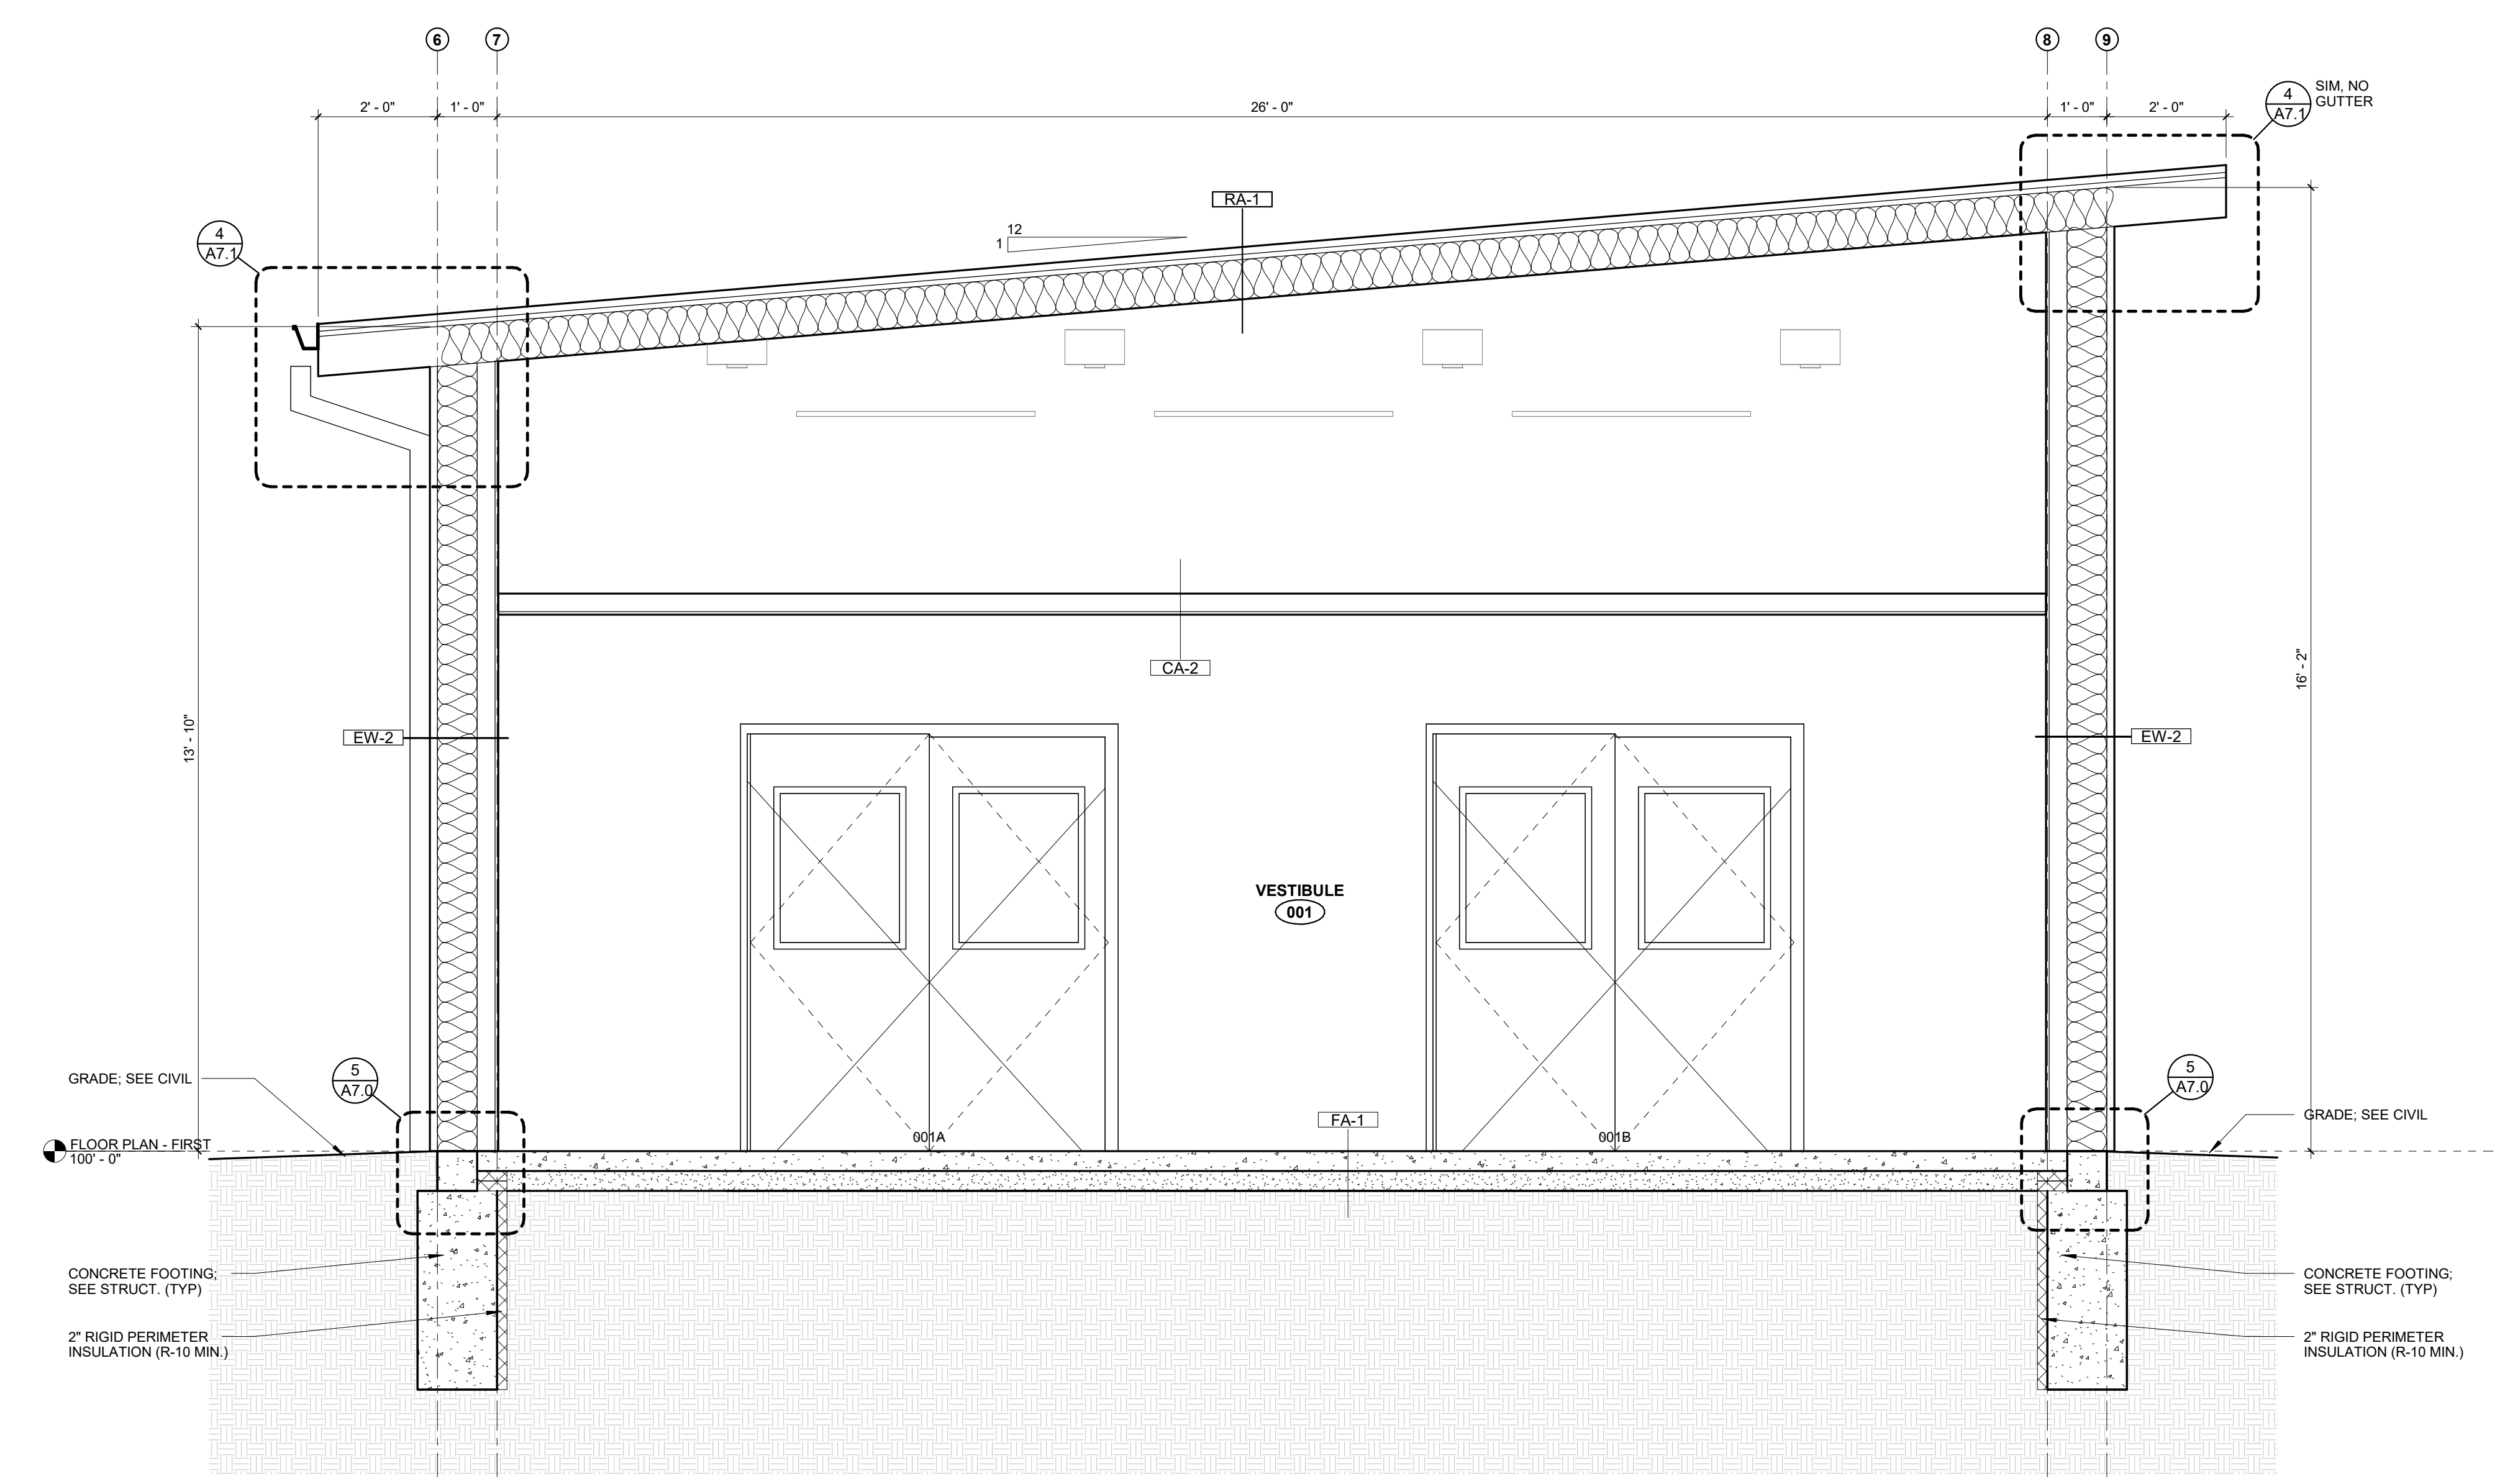 6
7
8
9
4
A7.1
SIM, NO
GUTTER
2' - 0"
1' - 0"
26' - 0"
1' - 0"
2' - 0"
RA-1
12
1
4
A7.1
CA-2
16' - 2"
13' - 10"
EW-2
EW-2
VESTIBULE
001
5
A7.0
5
A7.0
GRADE; SEE CIVIL
GRADE; SEE CIVIL
FA-1
001A
001B
FLOOR PLAN - FIRST
100' - 0"
CONCRETE FOOTING;
SEE STRUCT. (TYP)
CONCRETE FOOTING;
SEE STRUCT. (TYP)
2" RIGID PERIMETER
INSULATION (R-10 MIN.)
2" RIGID PERIMETER
INSULATION (R-10 MIN.)